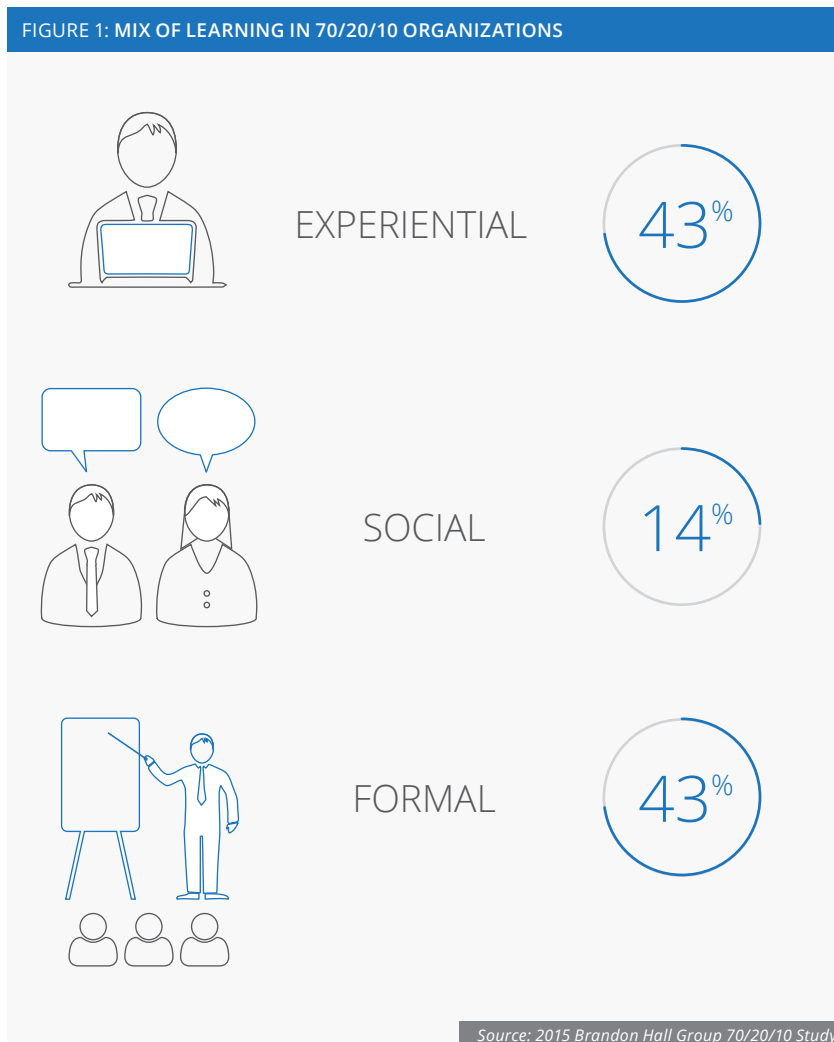 FIGURE 1: MIX OF LEARNING IN 70/20/10 ORGANIZATIONS
EXPERIENTIAL 43%
SOCIAL 14%
FORMAL 43%
Source: 2015 Brandon Hall Group 70/20/10 Study